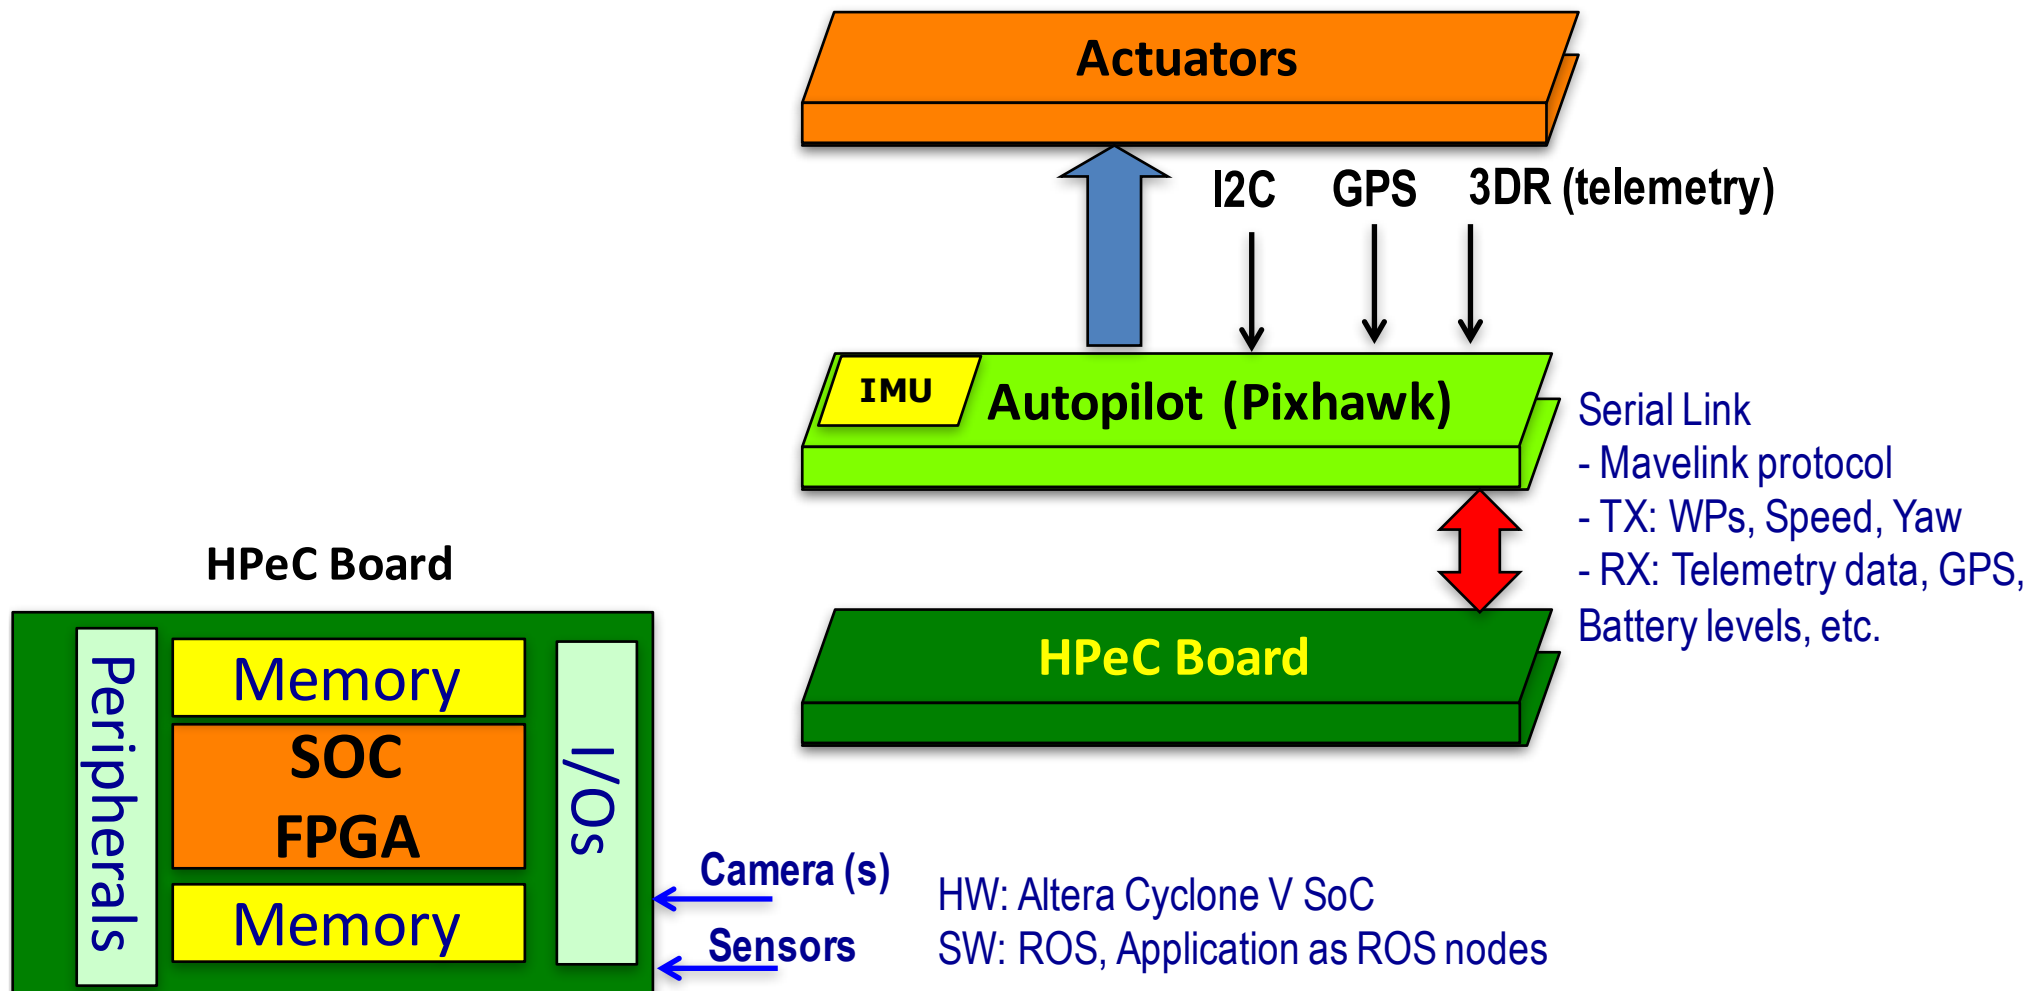 Actuators
I2C
GPS
3DR (telemetry)
IMU
Autopilot (Pixhawk)
Serial Link
- Mavelink protocol
- TX: WPs, Speed, Yaw
- RX: Telemetry data, GPS,
Battery levels, etc.
HPeC Board
HPeC Board
Peripherals
Memory
SOC
FPGA
Memory
I/Os
Camera (s)
Sensors
HW: Altera Cyclone V SoC
SW: ROS, Application as ROS nodes